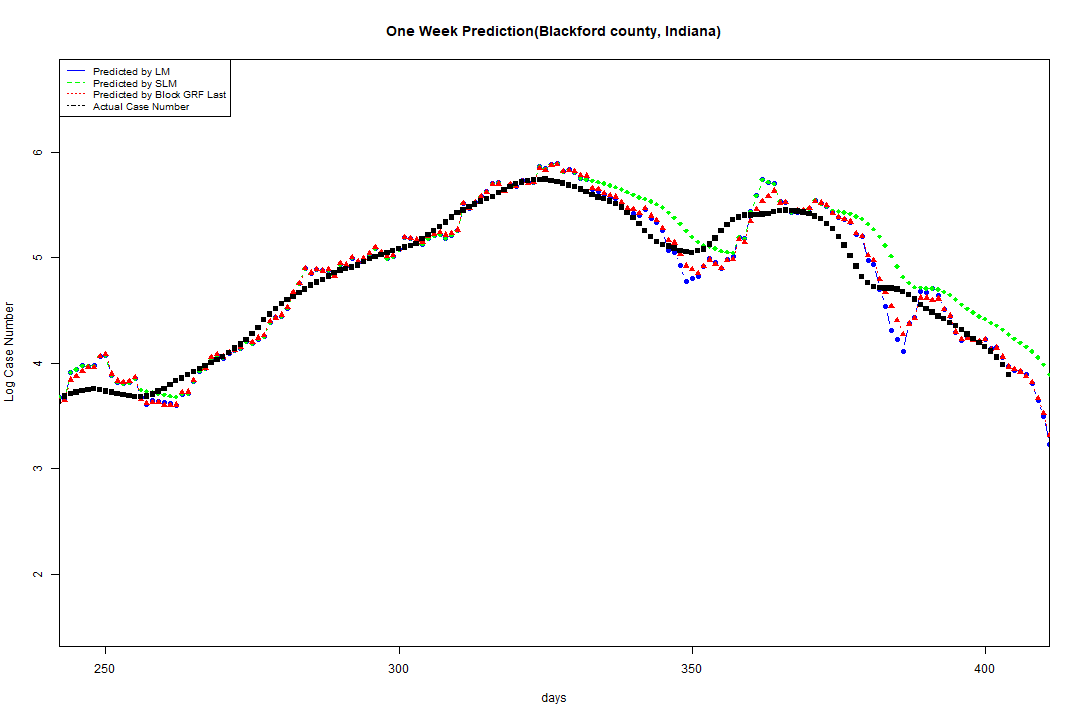 One Week Prediction(Blackford county, Indiana)
Predicted by LM
Predicted by SLM
Predicted by Block GRF Last
Actual Case Number
6
5
4
3
2
Log Case Number
250
300
350
400
days